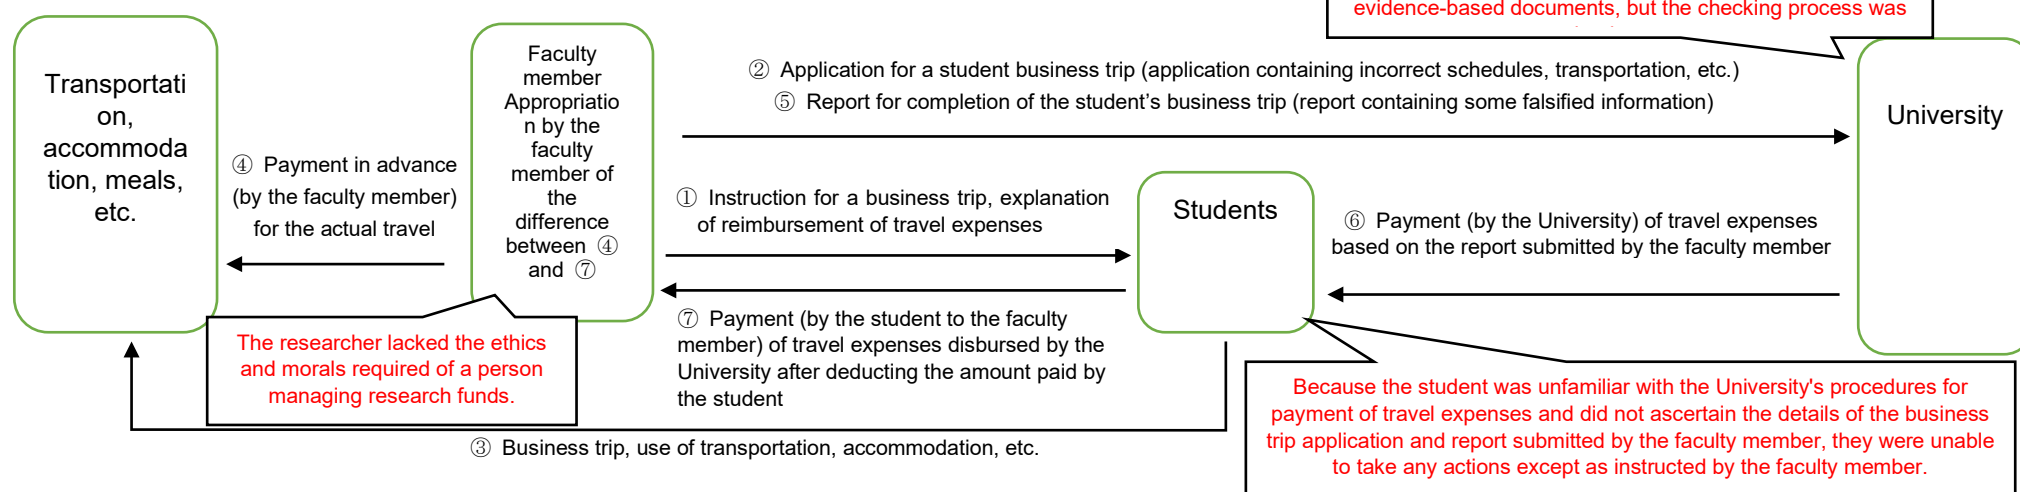 evidence-based documents, but the checking process was
Transportati
on,
accommoda
tion, meals,
etc.
④ Payment in advance
(by the faculty member)
for the actual travel
Faculty
member
Appropriatio
n by the
faculty
member of
the
difference
between ④
and ⑦
② Application for a student business trip (application containing incorrect schedules, transportation, etc.)
⑤ Report for completion of the student’s business trip (report containing some falsified information)
University
① Instruction for a business trip, explanation
of reimbursement of travel expenses
Students
⑥ Payment (by the University) of travel expenses
based on the report submitted by the faculty member
⑦ Payment (by the student to the faculty
member) of travel expenses disbursed by the
University after deducting the amount paid by
the student
The researcher lacked the ethics
and morals required of a person
managing research funds.
Because the student was unfamiliar with the University's procedures for
payment of travel expenses and did not ascertain the details of the business
trip application and report submitted by the faculty member, they were unable
to take any actions except as instructed by the faculty member.
③ Business trip, use of transportation, accommodation, etc.